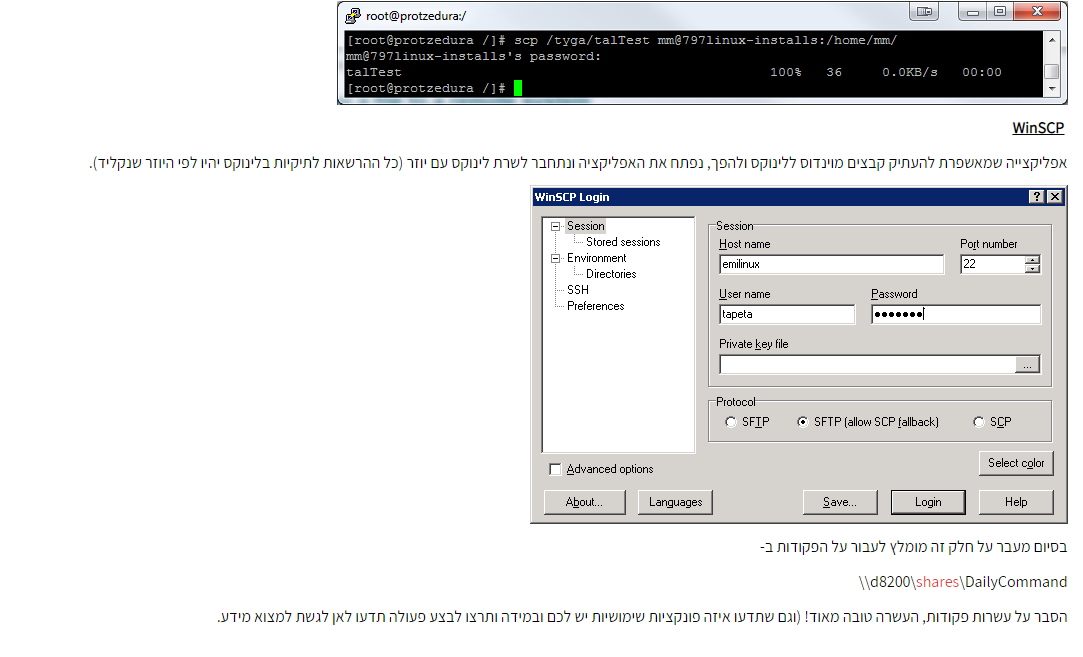 root@protzedura:/
[root@protzedura /]# scp /tyga/talTest mm@797linux-installs:/home/mm/
mm@797linux-installs's password:
talTest 100% 36 0.0KB/s 00:00
[root@protzedura /]#
WinSCP
אפליקצייה שמאפשרת להעתיק קבצים מוינדוס ללינוקס ולהפך, נפתח את האפליקציה ונתחבר לשרת לינוקס עם יוזר (כל ההרשאות לתיקיות בלינוקס יהיו לפי היוזר שנקליד).
WinSCP Login
Session
Stored sessions
Environment
Directories
SSH
Preferences
Session
Host name
Port number
emilinux
22
User name
Password
tapeta
●●●●●●●
Private key file
...
Protocol
SFTP
SFTP (allow SCP fallback)
SCP
Advanced options
Select color
About...
Languages
Save...
Login
Help
בסיום מעבר על חלק זה מומלץ לעבור על הפקודות ב-
\\d8200\shares\DailyCommand
הסבר על עשרות פקודות, העשרה טובה מאוד! (וגם שתדעו איזה פונקציות שימושיות יש לכם ובמידה ותרצו לבצע פעולה תדעו לאן לגשת למצוא מידע.